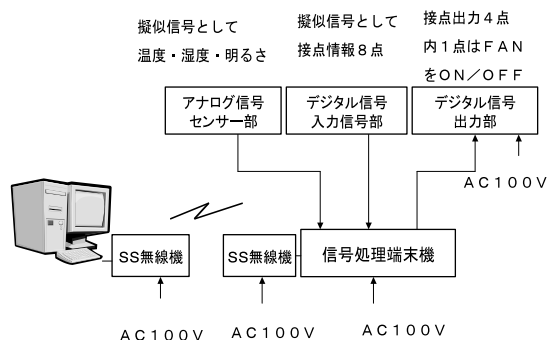 擬似信号として
温度・湿度・明るさ
擬似信号として
接点情報８点
接点出力４点
内１点はＦＡＮ
をＯＮ／ＯＦＦ
アナログ信号
センサー部
デジタル信号
入力信号部
デジタル信号
出力部
ＡＣ１００Ｖ
SS無線機
SS無線機
信号処理端末機
ＡＣ１００Ｖ
ＡＣ１００Ｖ
ＡＣ１００Ｖ